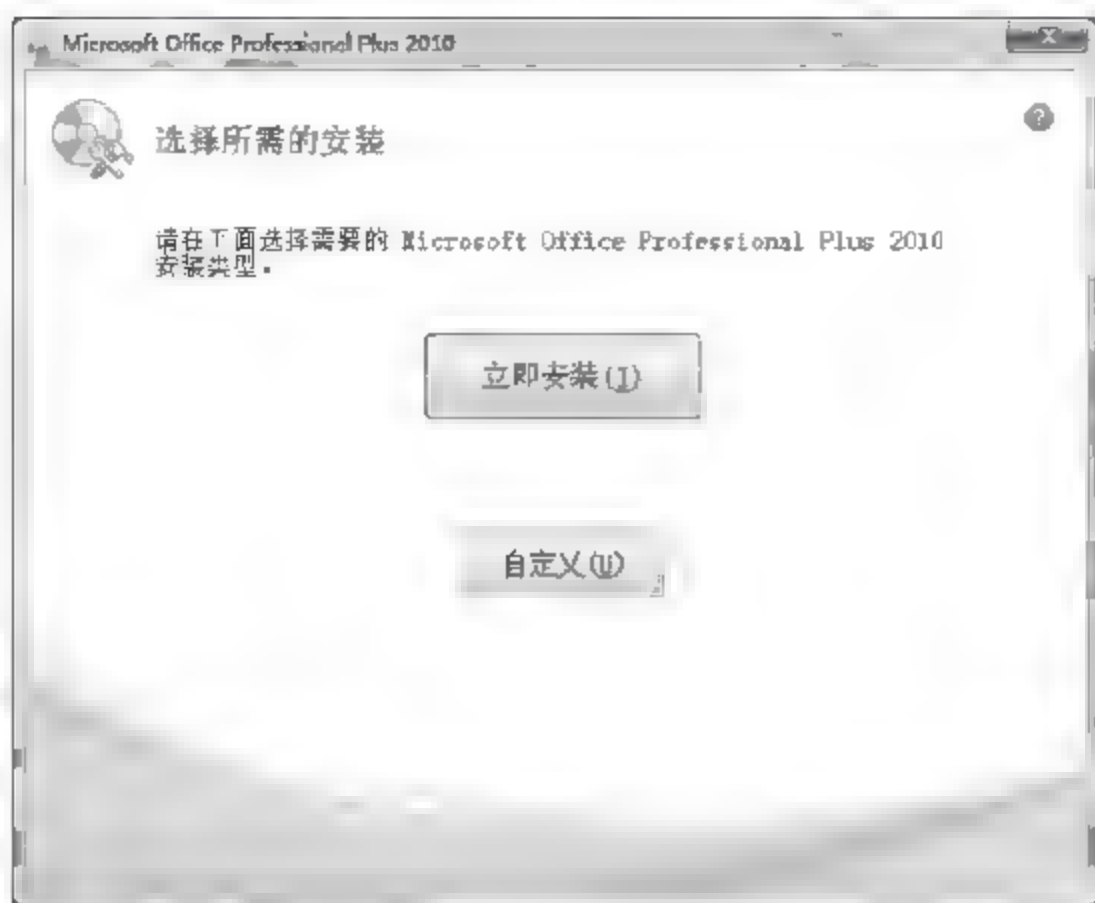 Microsoft Office Professional Plus 2010
选择所需的安装
请在下面选择需要的 Microsoft Office Professional Plus 2010
安装类型。
立即安装(I)
自定义(U)